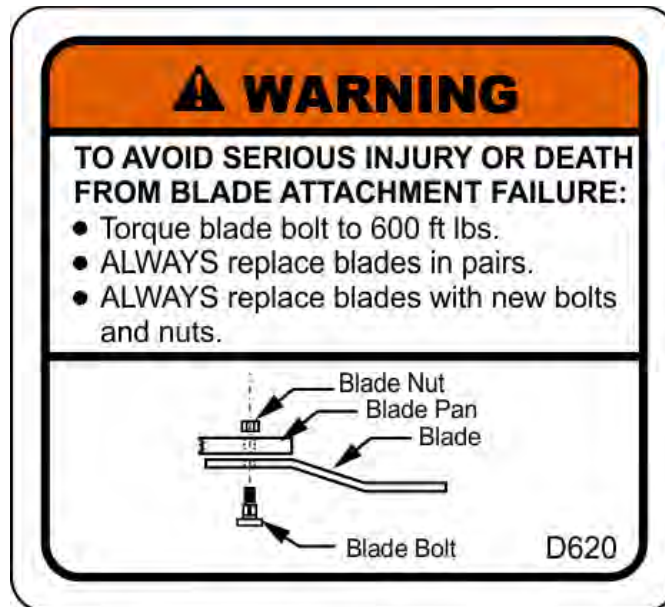 WARNING
TO AVOID SERIOUS INJURY OR DEATH
FROM BLADE ATTACHMENT FAILURE:
• Torque blade bolt to 600 ft lbs.
• ALWAYS replace blades in pairs.
• ALWAYS replace blades with new bolts
and nuts.
Blade Nut
Blade Pan
Blade
Blade Bolt
D620